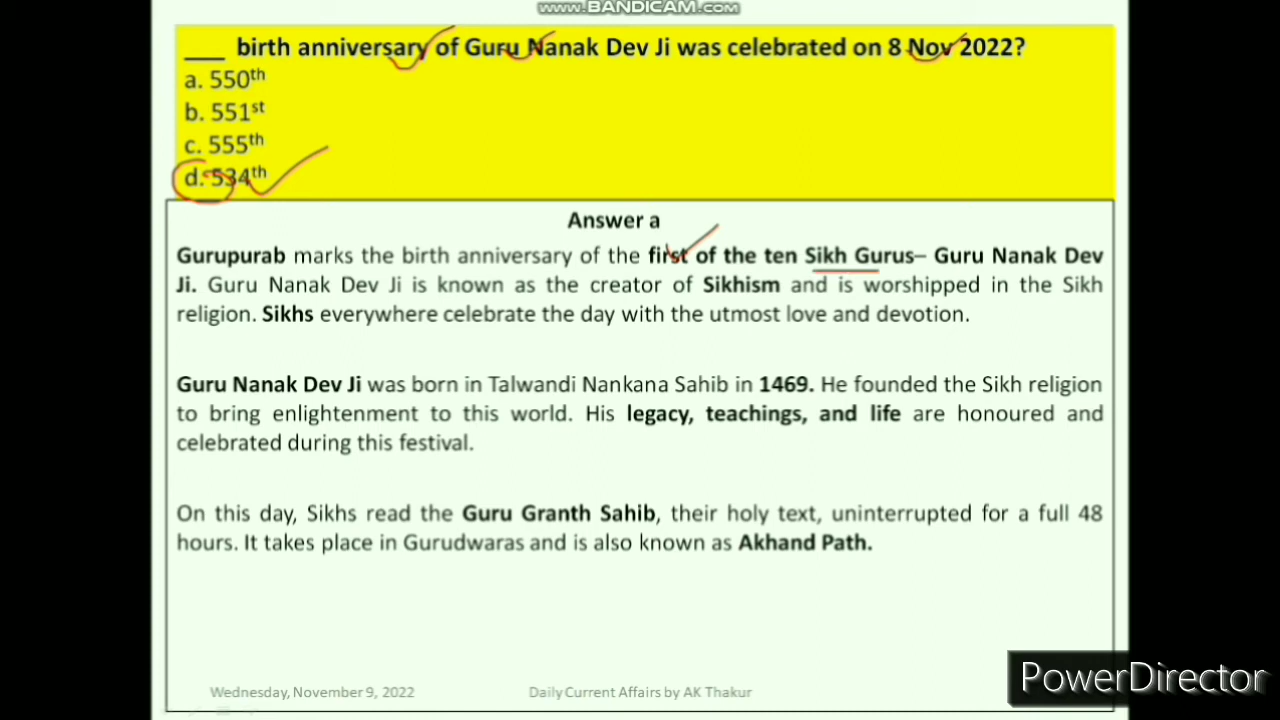 www.BANDICAM.com
___ birth anniversary of Guru Nanak Dev Ji was celebrated on 8 Nov 2022?
a. 550th
b. 551st
c. 555th
d. 534th
Answer a
Gurupurab marks the birth anniversary of the first of the ten Sikh Gurus– Guru Nanak Dev
Ji. Guru Nanak Dev Ji is known as the creator of Sikhism and is worshipped in the Sikh
religion. Sikhs everywhere celebrate the day with the utmost love and devotion.
Guru Nanak Dev Ji was born in Talwandi Nankana Sahib in 1469. He founded the Sikh religion
to bring enlightenment to this world. His legacy, teachings, and life are honoured and
celebrated during this festival.
On this day, Sikhs read the Guru Granth Sahib, their holy text, uninterrupted for a full 48
hours. It takes place in Gurudwaras and is also known as Akhand Path.
Wednesday, November 9, 2022
Daily Current Affairs by AK Thakur
PowerDirector